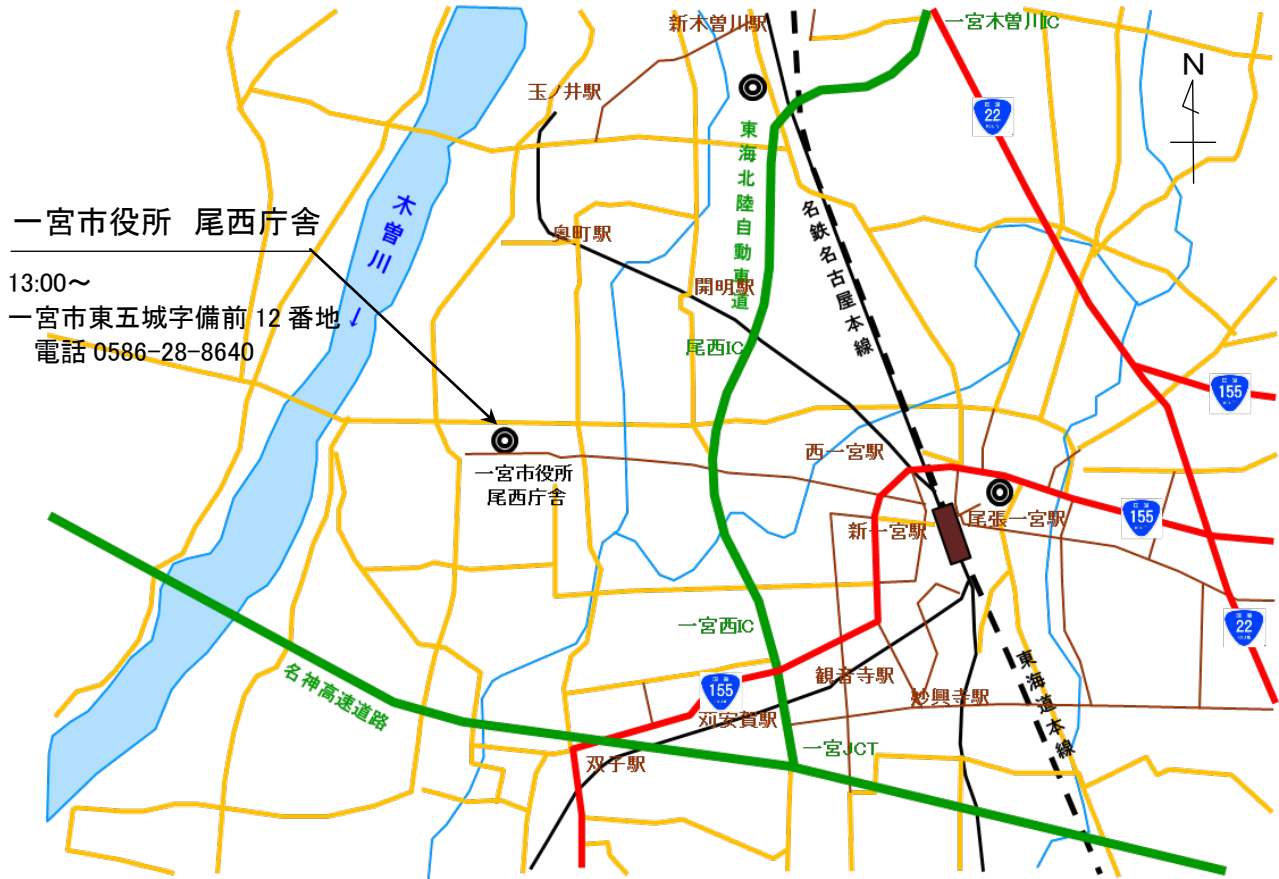 新木曽川駅
一宮木曽川IC
N
玉ノ井駅
22
東海北陸自動車道
木曽川
↓
一宮市役所 尾西庁舎
名鉄名古屋本線
奥町駅
13:00～
開明駅
一宮市東五城字備前 12 番地
尾西IC
電話 0586-28-8640
155
西一宮駅
一宮市役所
尾西庁舎
尾張一宮駅
155
新一宮駅
一宮西IC
22
名神高速道路
観音寺駅
155
妙興寺駅
東海道本線
苅安賀駅
一宮JCT
双子駅